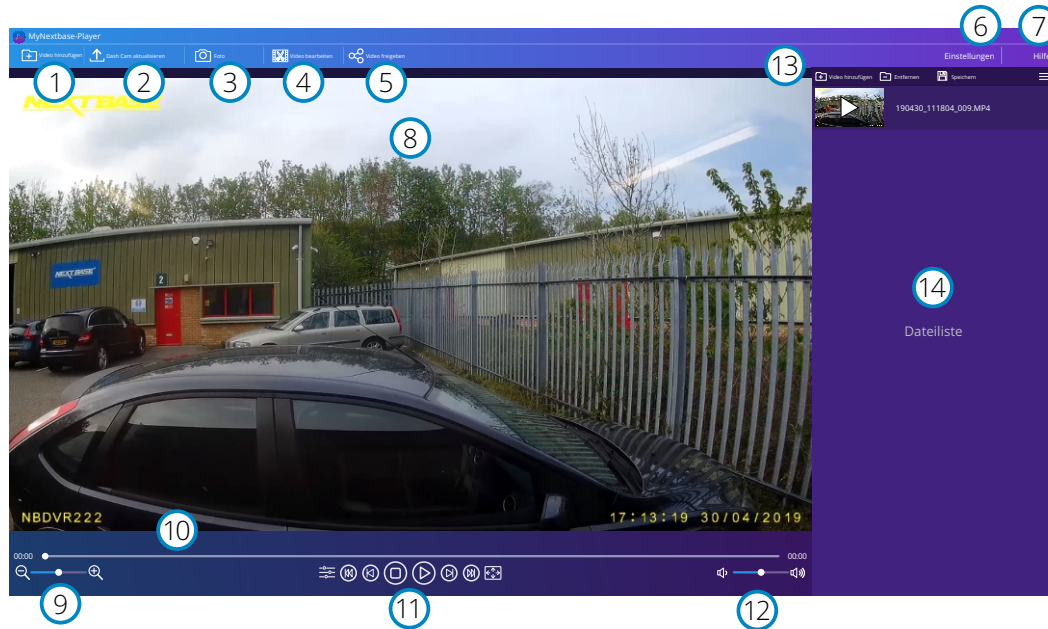 6 7
MyNextbase-Player
Video hinzufügen Dash Cam aktualisieren Foto Video bearbeiten Video freigeben Einstellungen Hilfe
1 2 3 4 5 13
Video hinzufügen Entfernen Speichern
NEXTBASE
190430_111804_009.MP4
8
NEXTBASE
2
14
Dateiliste
NBDVR222 17:13:19 30/04/2019
10
00:00 00:00
9 11 12